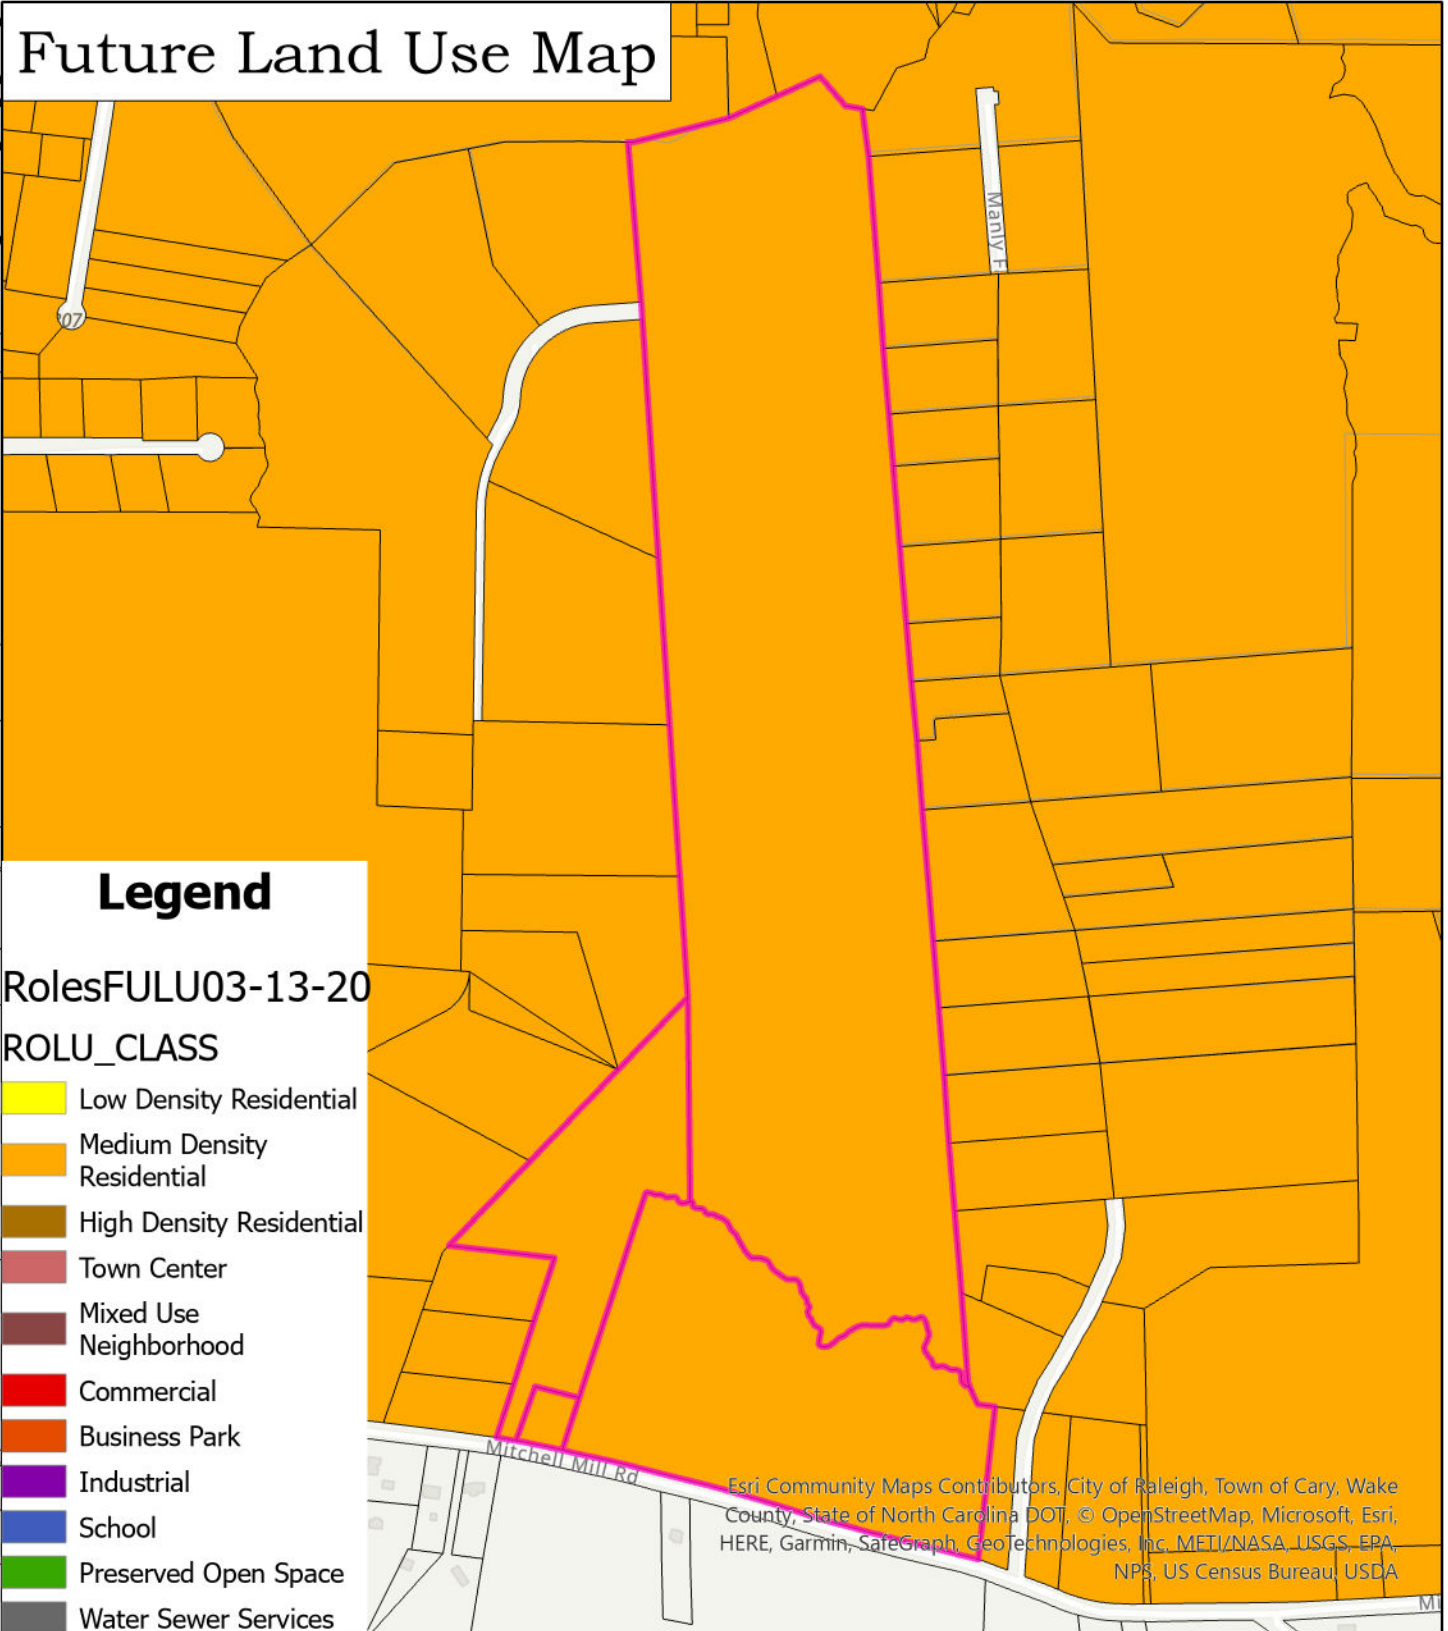 Future Land Use Map
Manly F
207
Legend
RolesFULU03-13-20
ROLU_CLASS
Low Density Residential
Medium Density
Residential
High Density Residential
Town Center
Mixed Use
Neighborhood
Commercial
Business Park
Industrial
School
Preserved Open Space
Water Sewer Services
Mitchell Mill Rd
Esri Community Maps Contributors, City of Raleigh, Town of Cary, Wake
County, State of North Carolina DOT, © OpenStreetMap, Microsoft, Esri,
HERE, Garmin, SafeGraph, GeoTechnologies, Inc, METI/NASA, USGS, EPA,
NPS, US Census Bureau, USDA
Mi